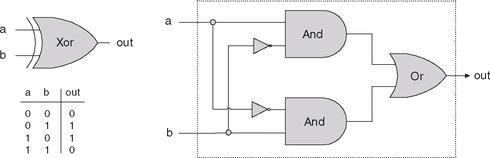 a
b
Xor
out
a b out
0 0 0
0 1 1
1 0 1
1 1 0
a
b
And
And
Or
out